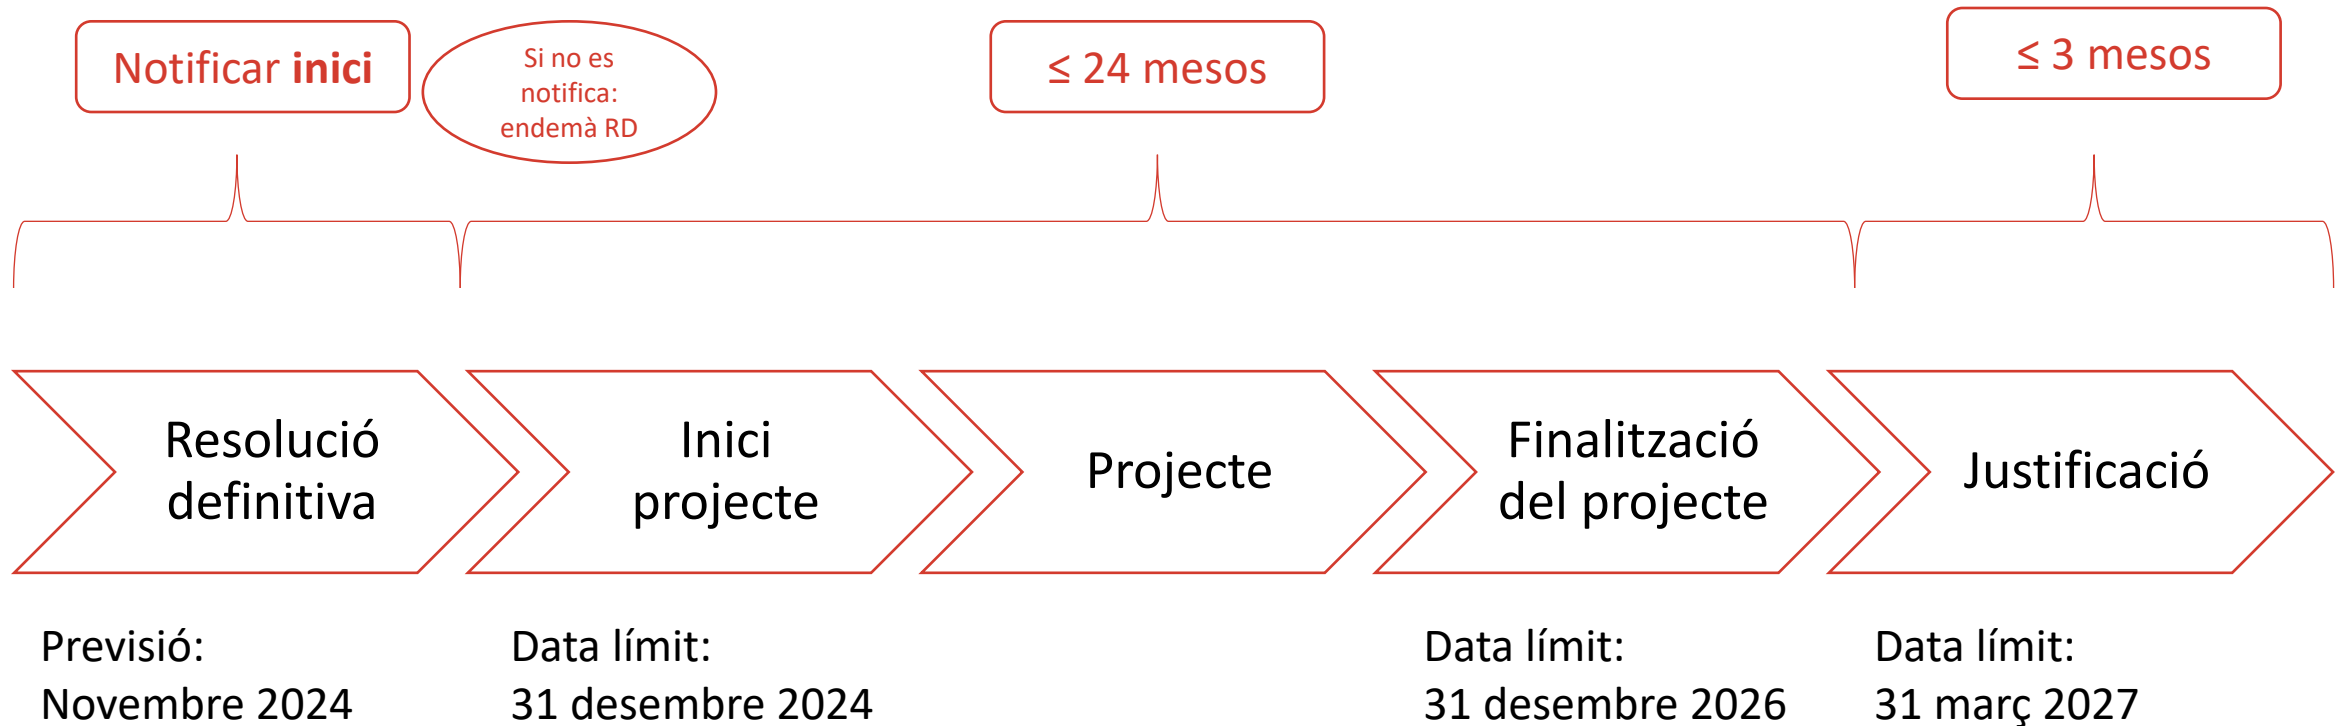 Notificar inici
Si no es
notifica:
endemà RD
≤ 24 mesos
≤ 3 mesos
Resolució
definitiva
Inici
projecte
Projecte
Finalització
del projecte
Justificació
Previsió:
Novembre 2024
Data límit:
31 desembre 2024
Data límit:
31 desembre 2026
Data límit:
31 març 2027